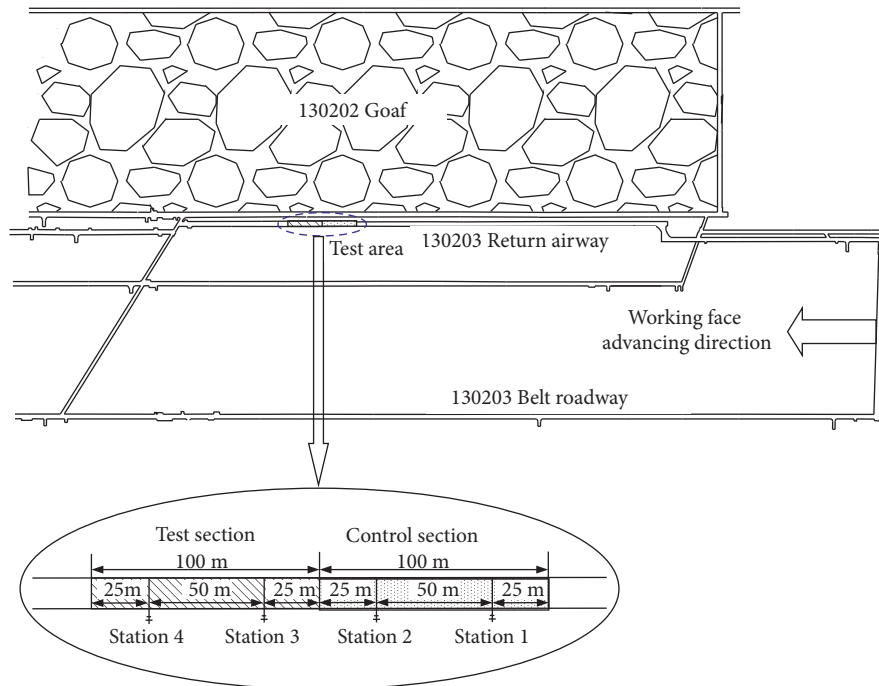 130202 Goaf
130203 Return airway
Test area
Working face
advancing direction
130203 Belt roadway
Test section
Control section
100 m
100 m
25m
50 m
25 m
25 m
50 m
25 m
Station 4
Station 3
Station 2
Station 1